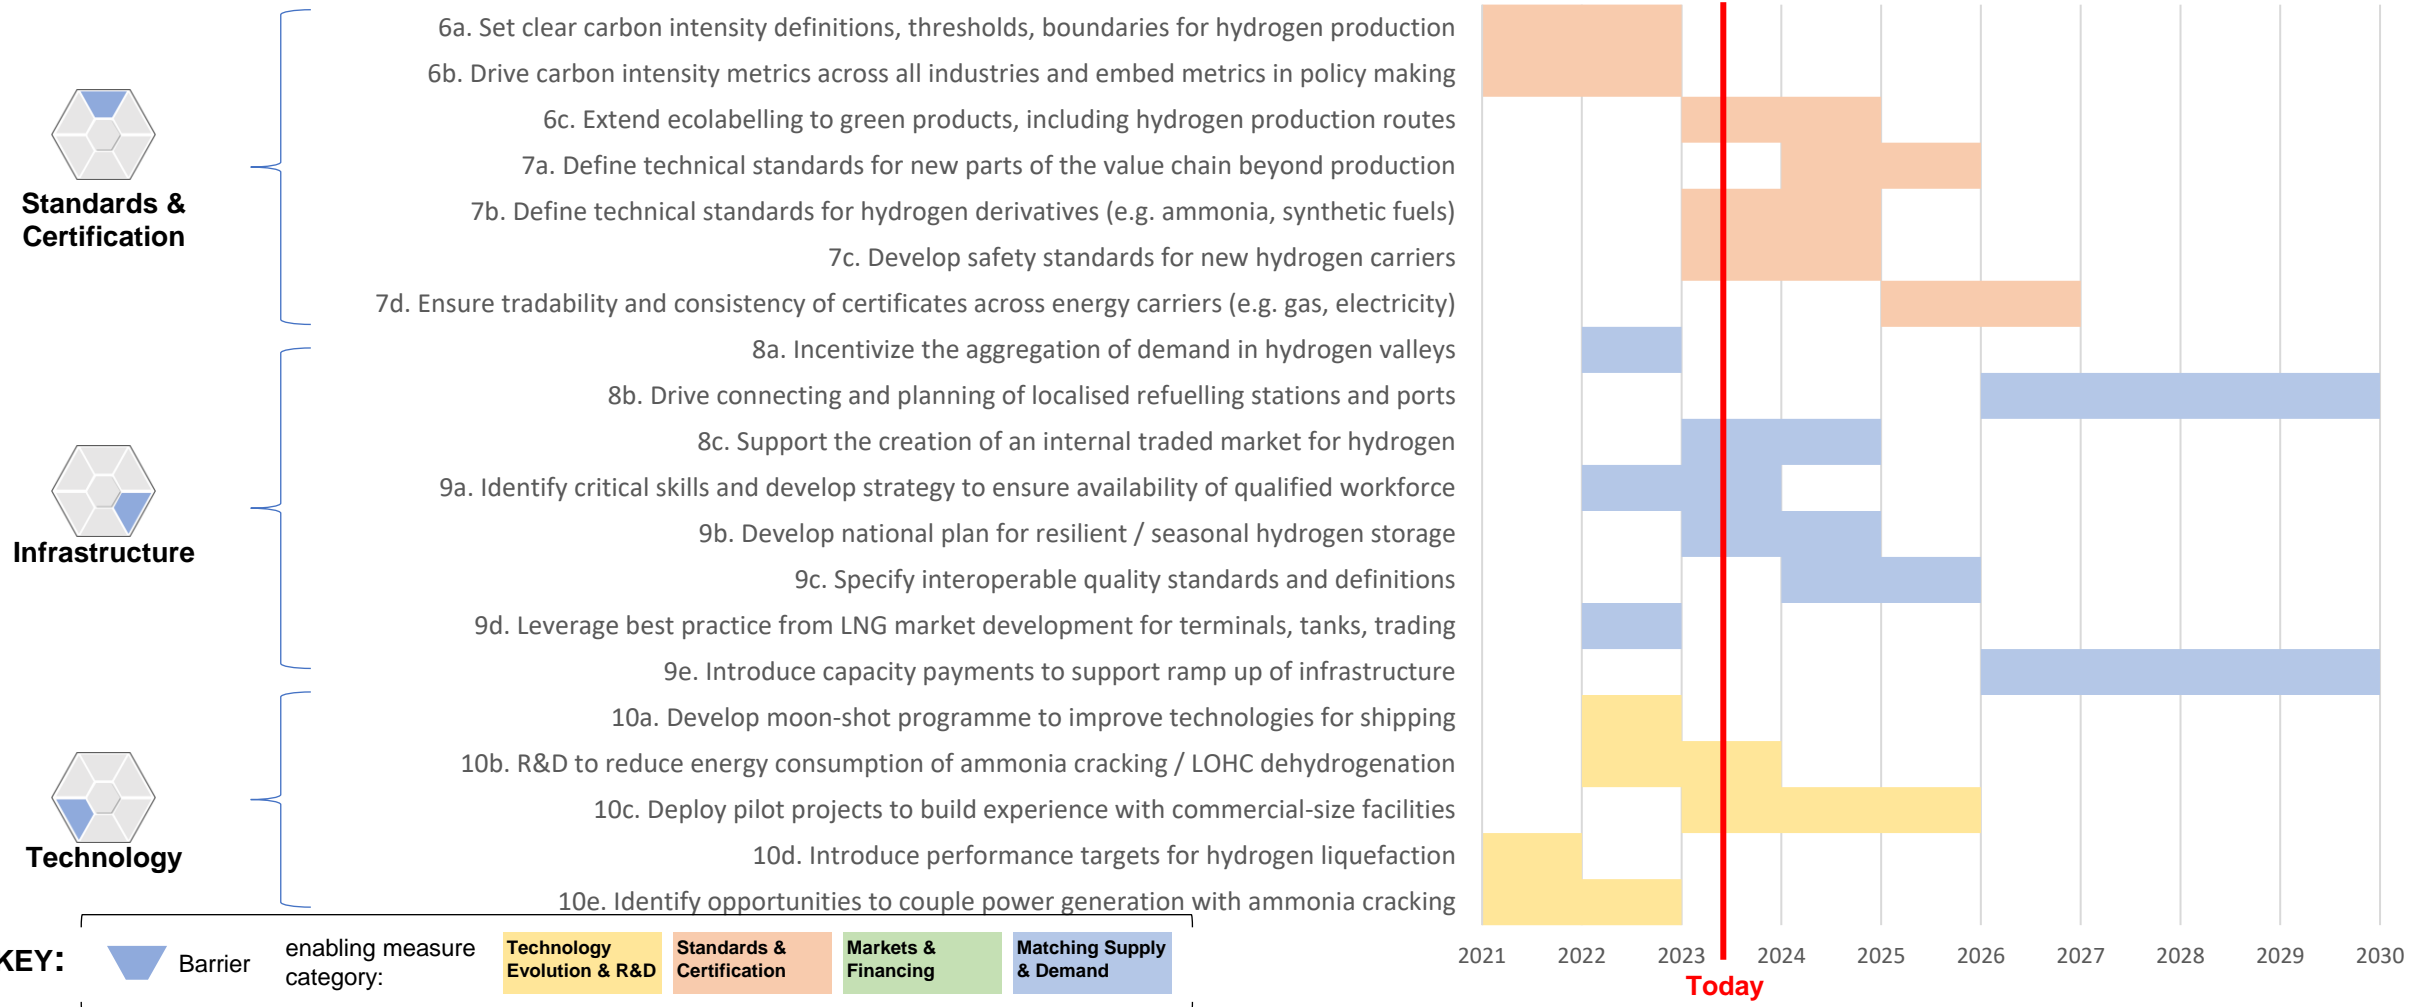 6a. Set clear carbon intensity definitions, thresholds, boundaries for hydrogen production
6b. Drive carbon intensity metrics across all industries and embed metrics in policy making
6c. Extend ecolabelling to green products, including hydrogen production routes
7a. Define technical standards for new parts of the value chain beyond production
7b. Define technical standards for hydrogen derivatives (e.g. ammonia, synthetic fuels)
7c. Develop safety standards for new hydrogen carriers
7d. Ensure tradability and consistency of certificates across energy carriers (e.g. gas, electricity)
Standards &
Certification
8a. Incentivize the aggregation of demand in hydrogen valleys
8b. Drive connecting and planning of localised refuelling stations and ports
8c. Support the creation of an internal traded market for hydrogen
9a. Identify critical skills and develop strategy to ensure availability of qualified workforce
9b. Develop national plan for resilient / seasonal hydrogen storage
9c. Specify interoperable quality standards and definitions
9d. Leverage best practice from LNG market development for terminals, tanks, trading
9e. Introduce capacity payments to support ramp up of infrastructure
Infrastructure
10a. Develop moon-shot programme to improve technologies for shipping
10b. R&D to reduce energy consumption of ammonia cracking / LOHC dehydrogenation
10c. Deploy pilot projects to build experience with commercial-size facilities
10d. Introduce performance targets for hydrogen liquefaction
10e. Identify opportunities to couple power generation with ammonia cracking
Technology
2021 2022 2023 2024 2025 2026 2027 2028 2029 2030
Today
KEY:
Barrier
enabling measure
category:
Technology
Evolution & R&D
Standards &
Certification
Markets &
Financing
Matching Supply
& Demand